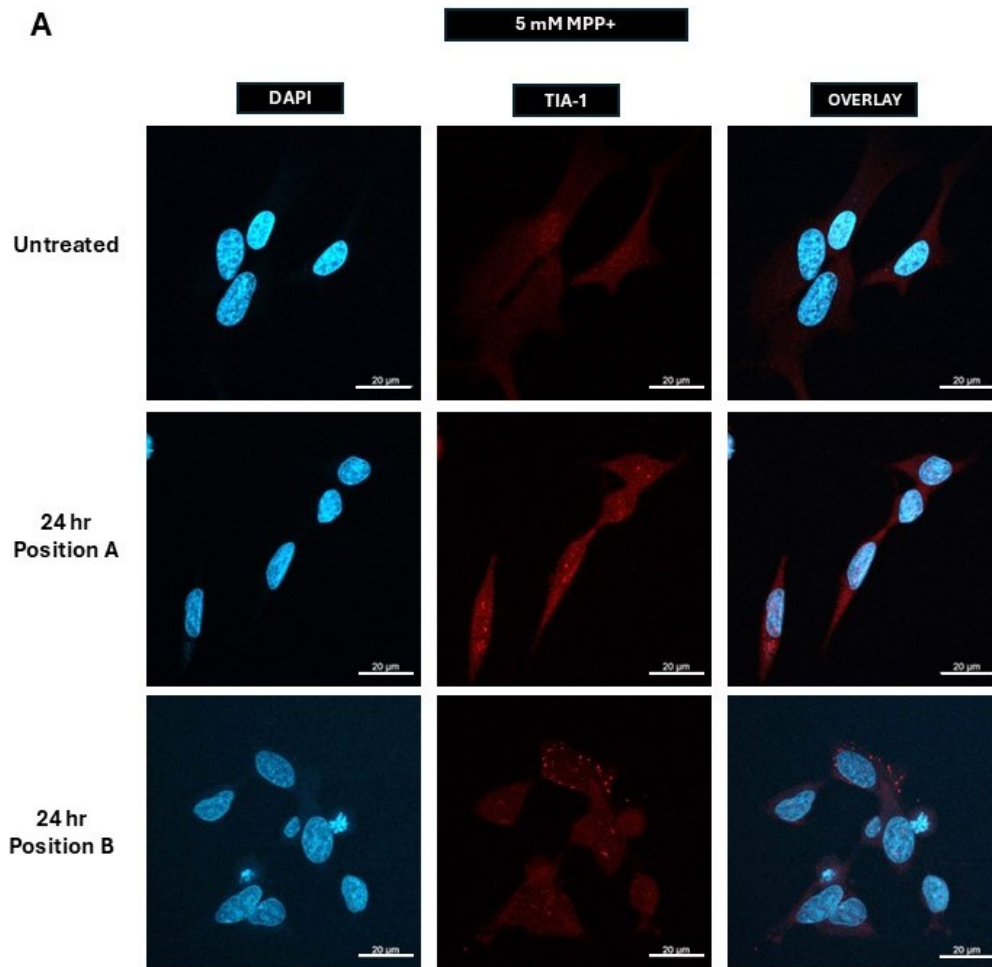 A
5 mM MPP+
DAPI
TIA-1
OVERLAY
Untreated
20 µm
20 µm
20 µm
24 hr
Position A
20 µm
20 µm
20 µm
24 hr
Position B
20 µm
20 µm
20 µm